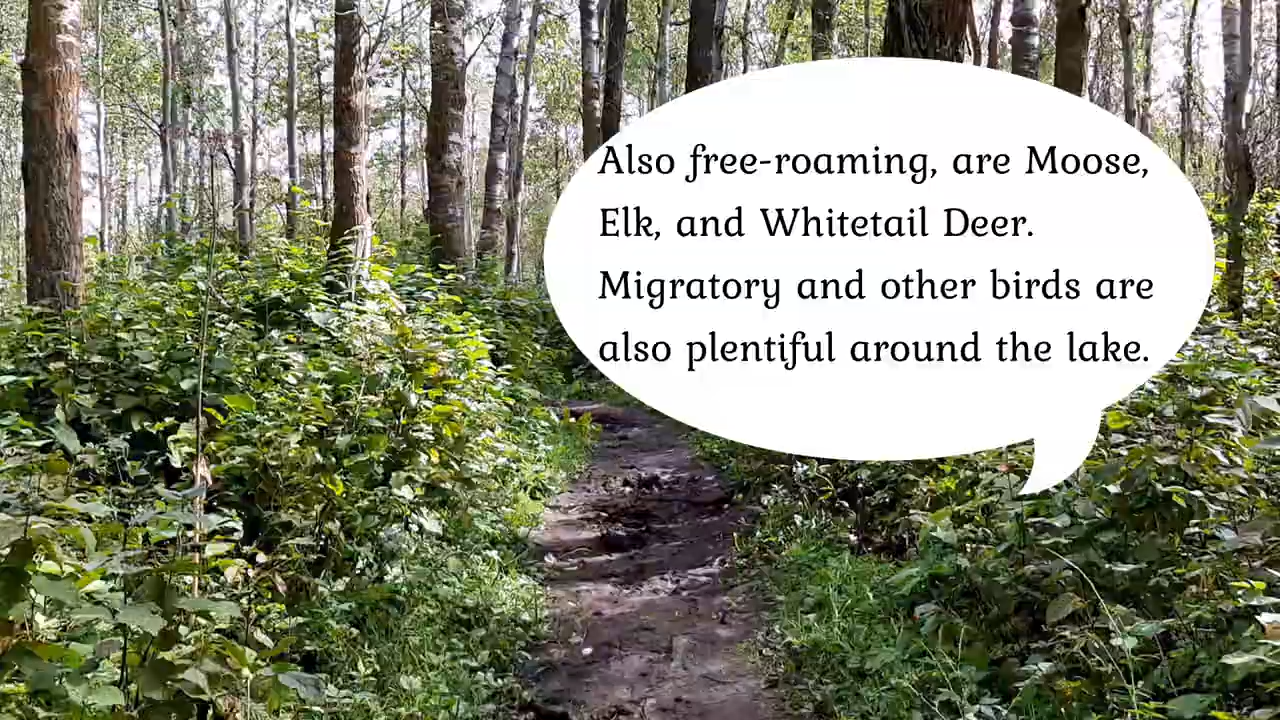 Also free-roaming, are Moose,
Elk, and Whitetail Deer.
Migratory and other birds are
also plentiful around the lake.